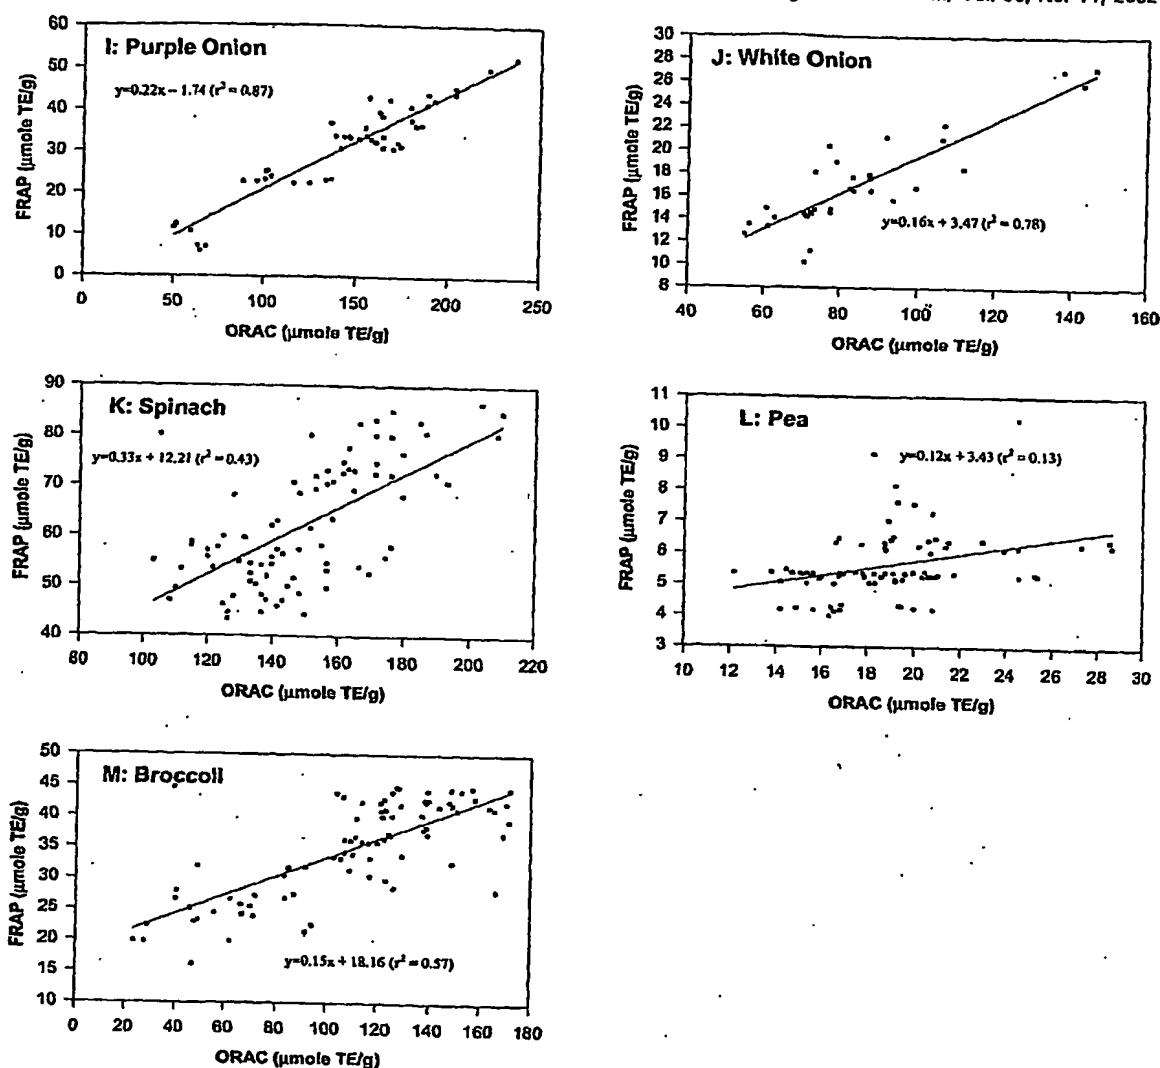 I: Purple Onion
y=0.22x – 1.74 (r² = 0.87)
FRAP (µmole TE/g)
60
50
40
30
20
10
0
0 50 100 150 200 250
ORAC (µmole TE/g)
J: White Onion
y=0.16x + 3.47 (r² = 0.78)
FRAP (µmole TE/g)
30
28
26
24
22
20
18
16
14
12
10
8
40 60 80 100 120 140 160
ORAC (µmole TE/g)
K: Spinach
y=0.33x + 12.21 (r² = 0.43)
FRAP (µmole TE/g)
90
80
70
60
50
40
60 80 100 120 140 160 180 200 220
ORAC (µmole TE/g)
L: Pea
y=0.12x + 3.43 (r² = 0.13)
FRAP (µmole TE/g)
11
10
9
8
7
6
5
4
3
10 12 14 16 18 20 22 24 26 28 30
ORAC (µmole TE/g)
M: Broccoli
y=0.15x + 18.16 (r² = 0.57)
FRAP (µmole TE/g)
50
45
40
35
30
25
20
15
10
0 20 40 60 80 100 120 140 160 180
ORAC (µmole TE/g)